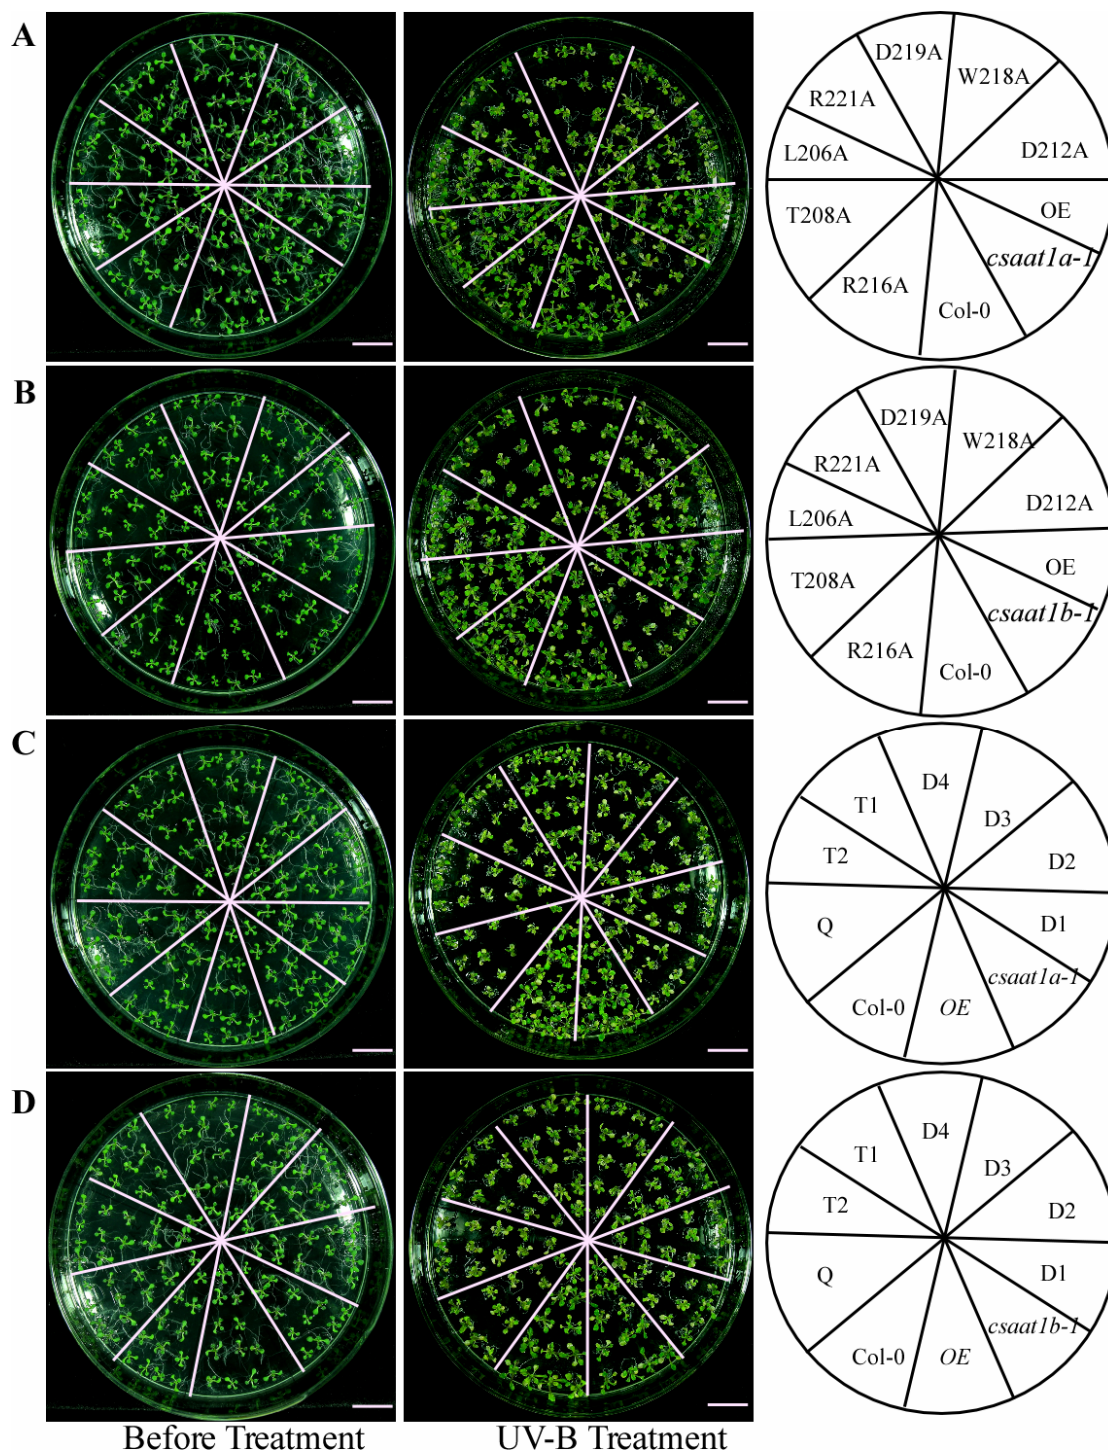 A
D219A
W218A
R221A
L206A
D212A
T208A
OE
csaat1a-1
R216A
Col-0
B
D219A
W218A
R221A
L206A
D212A
T208A
OE
csaat1b-1
R216A
Col-0
C
D4
T1
D3
T2
D2
Q
D1
csaat1a-1
Col-0
OE
D
D4
T1
D3
T2
D2
Q
D1
csaat1b-1
Col-0
OE
Before Treatment
UV-B Treatment